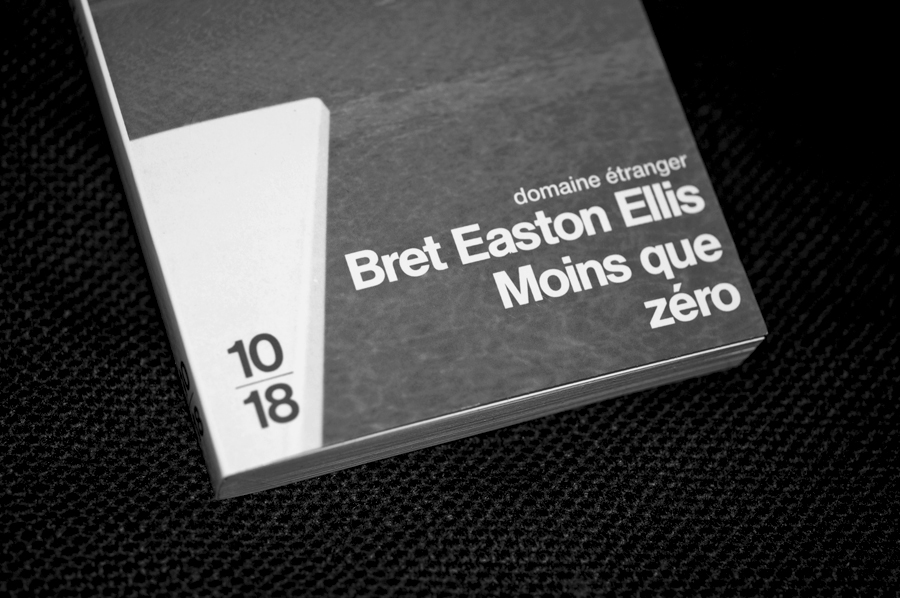 domaine étranger
Bret Easton Ellis
Moins que
zéro
10
18